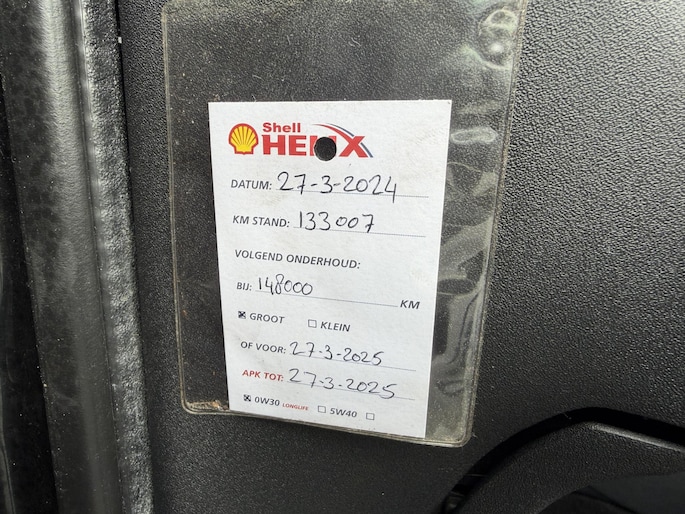 Shell
HELIX
DATUM: 27-3-2024
KM STAND: 133007
VOLGEND ONDERHOUD:
BIJ: 148000 KM
GROOT KLEIN
OF VOOR: 27-3-2025
APK TOT: 27-3-2025
0W30 LONGLIFE 5W40